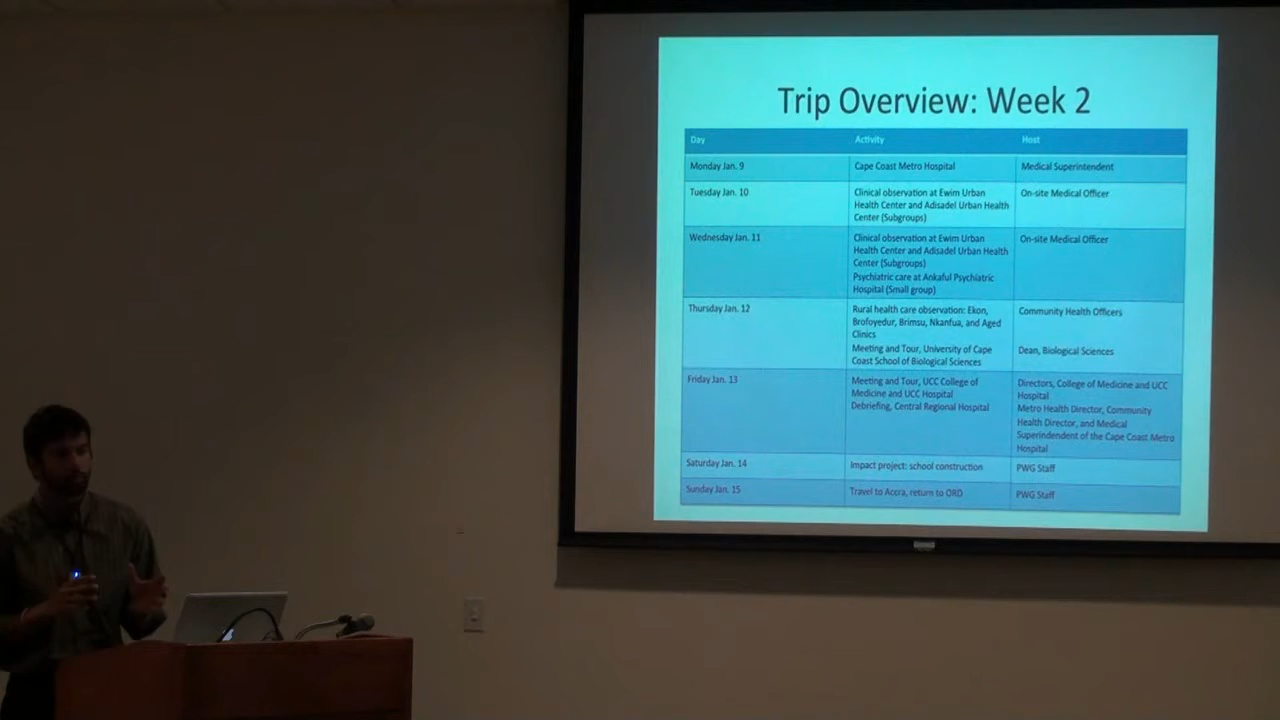 Trip Overview: Week 2
Day Activity Host
Monday Jan. 9 Cape Coast Metro Hospital Medical Superintendent
Tuesday Jan. 10 Clinical observation at Ewim Urban On-site Medical Officer
Health Center and Adisadel Urban Health
Center (Subgroups)
Wednesday Jan. 11 Clinical observation at Ewim Urban On-site Medical Officer
Health Center and Adisadel Urban Health
Center (Subgroups)
Psychiatric care at Ankaful Psychiatric
Hospital (Small group)
Thursday Jan. 12 Rural health care observation: Ekon, Community Health Officers
Brofoyedur, Brimsu, Nkanfua, and Aged
Clinics
Meeting and Tour, University of Cape Dean, Biological Sciences
Coast School of Biological Sciences
Friday Jan. 13 Meeting and Tour, UCC College of Directors, College of Medicine and UCC
Medicine and UCC Hospital Hospital
Debriefing, Central Regional Hospital Metro Health Director, Community
Health Director, and Medical
Superindendent of the Cape Coast Metro
Hospital
Saturday Jan. 14 Impact project: school construction PWG Staff
Sunday Jan. 15 Travel to Accra, return to ORD PWG Staff